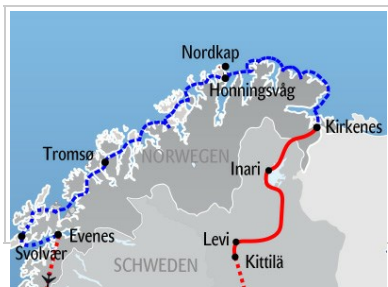 Nordkap
Honningsvåg
Kirkenes
Tromsø
NORWEGEN
Inari
Evenes
Levi
Svolvær
Kittilä
SCHWEDEN